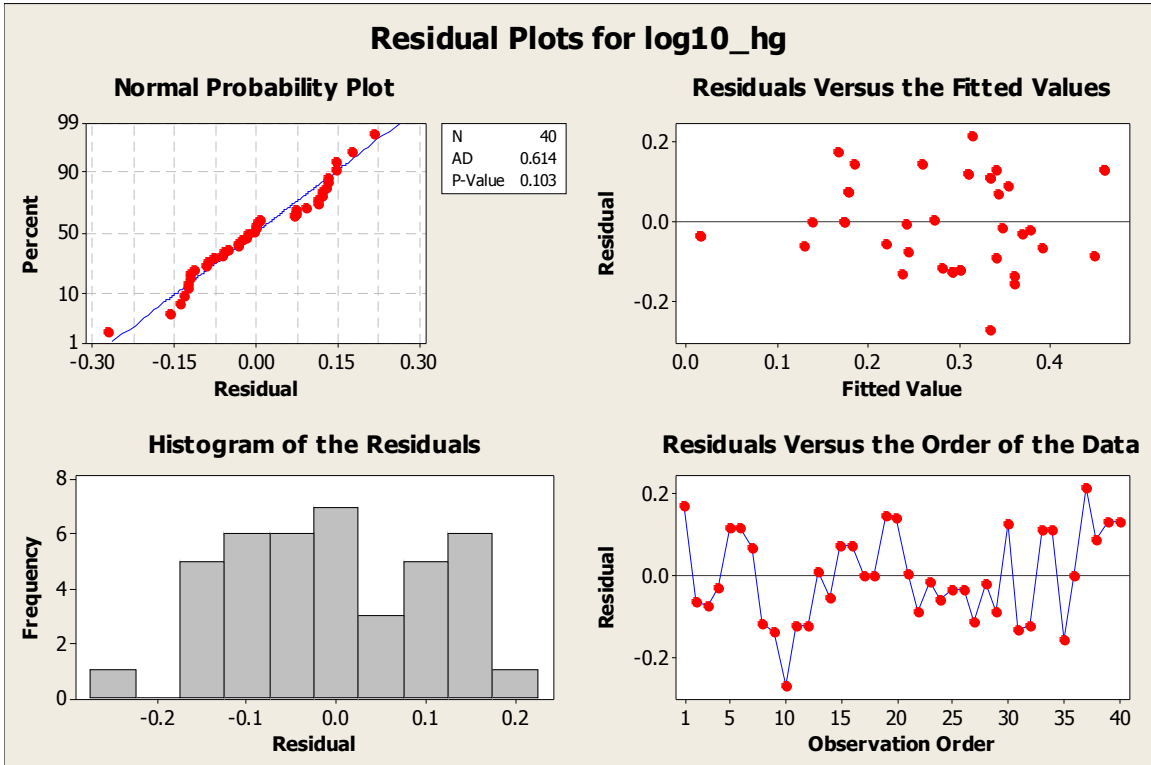 Residual Plots for log10_hg
Normal Probability Plot
99
90
50
10
1
Percent
-0.30 -0.15 0.00 0.15 0.30
Residual
N 40
AD 0.614
P-Value 0.103
Residuals Versus the Fitted Values
0.2
0.0
-0.2
Residual
0.0 0.1 0.2 0.3 0.4
Fitted Value
Histogram of the Residuals
8
6
4
2
0
Frequency
-0.2 -0.1 0.0 0.1 0.2
Residual
Residuals Versus the Order of the Data
0.2
0.0
-0.2
Residual
1 5 10 15 20 25 30 35 40
Observation Order